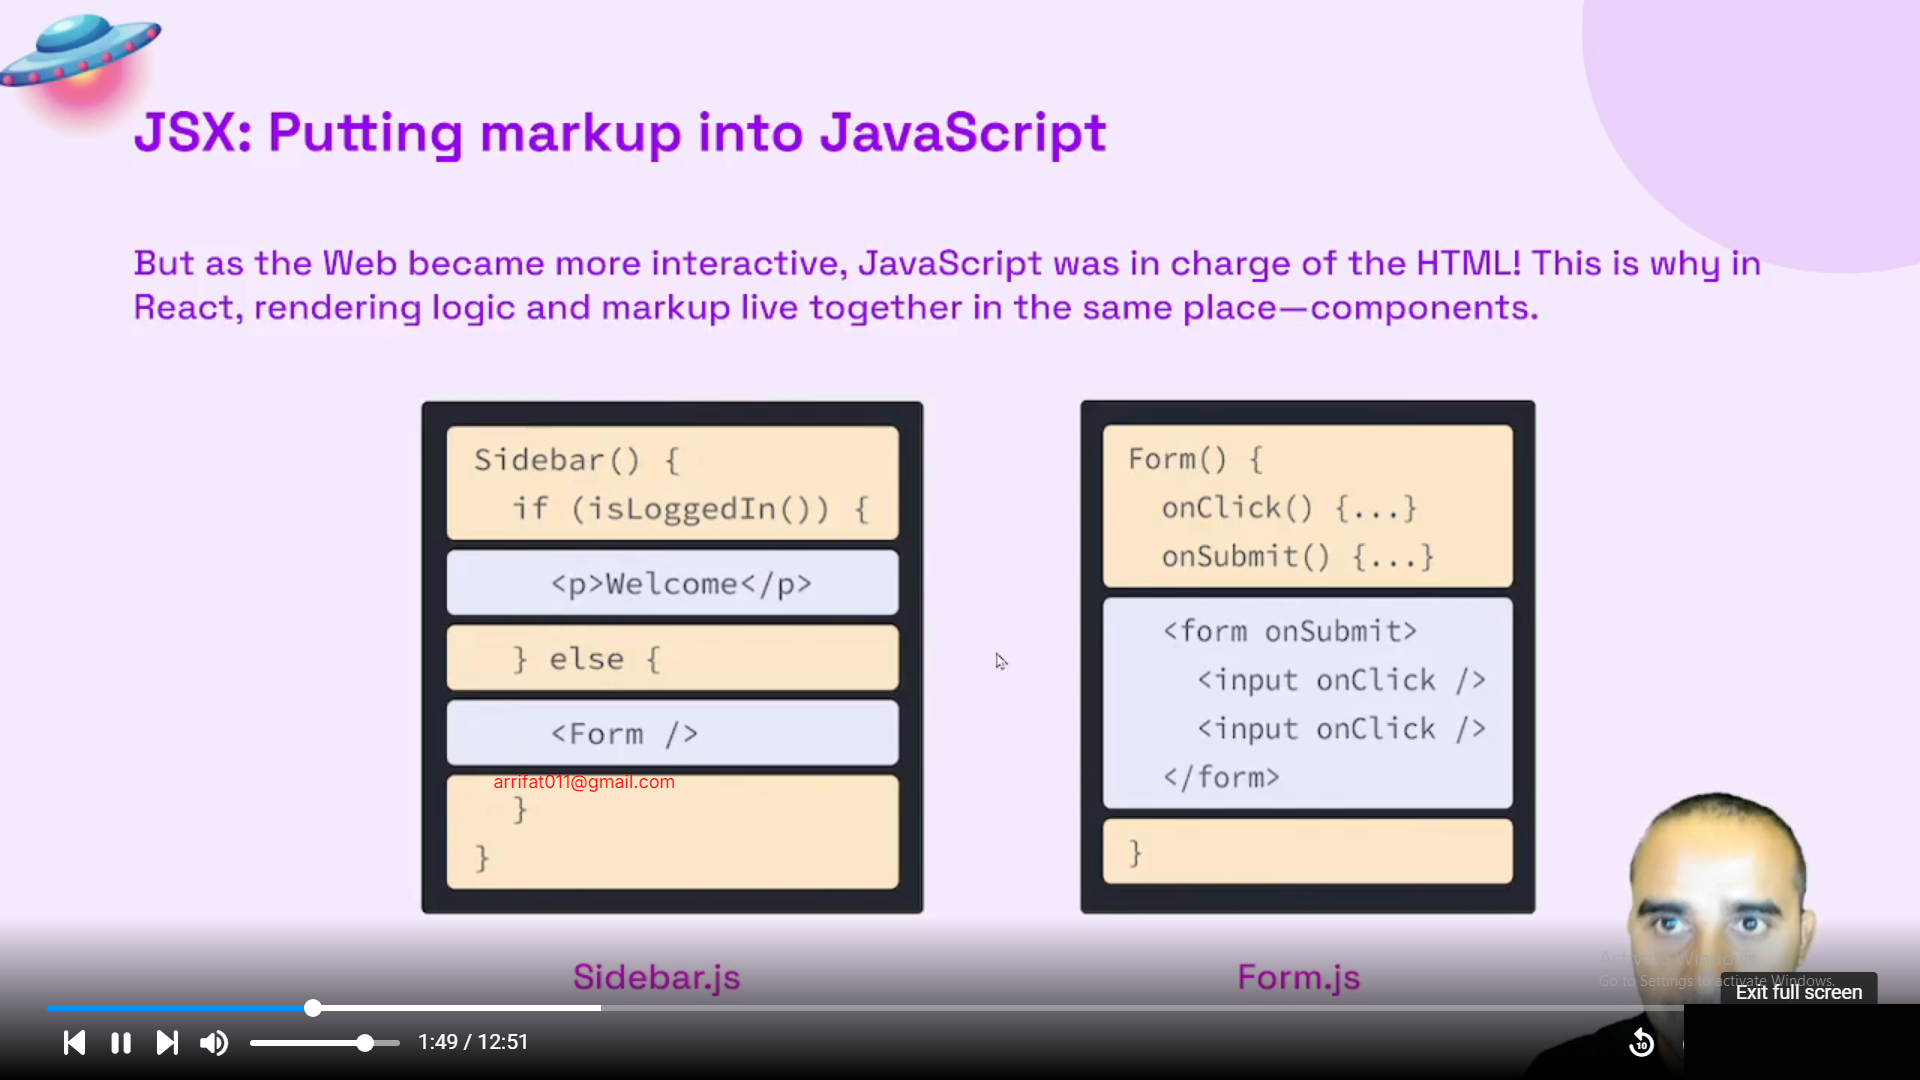 JSX: Putting markup into JavaScript
But as the Web became more interactive, JavaScript was in charge of the HTML! This is why in
React, rendering logic and markup live together in the same place—components.
Sidebar() {
if (isLoggedIn()) {
<p>Welcome</p>
} else {
<Form />
arrifat011@gmail.com
}
}
Sidebar.js
Form() {
onClick() {...}
onSubmit() {...}
<form onSubmit>
<input onClick />
<input onClick />
</form>
}
Form.js
Activate Windows
Go to Settings to activate Windows.
Exit full screen
1:49 / 12:51
10